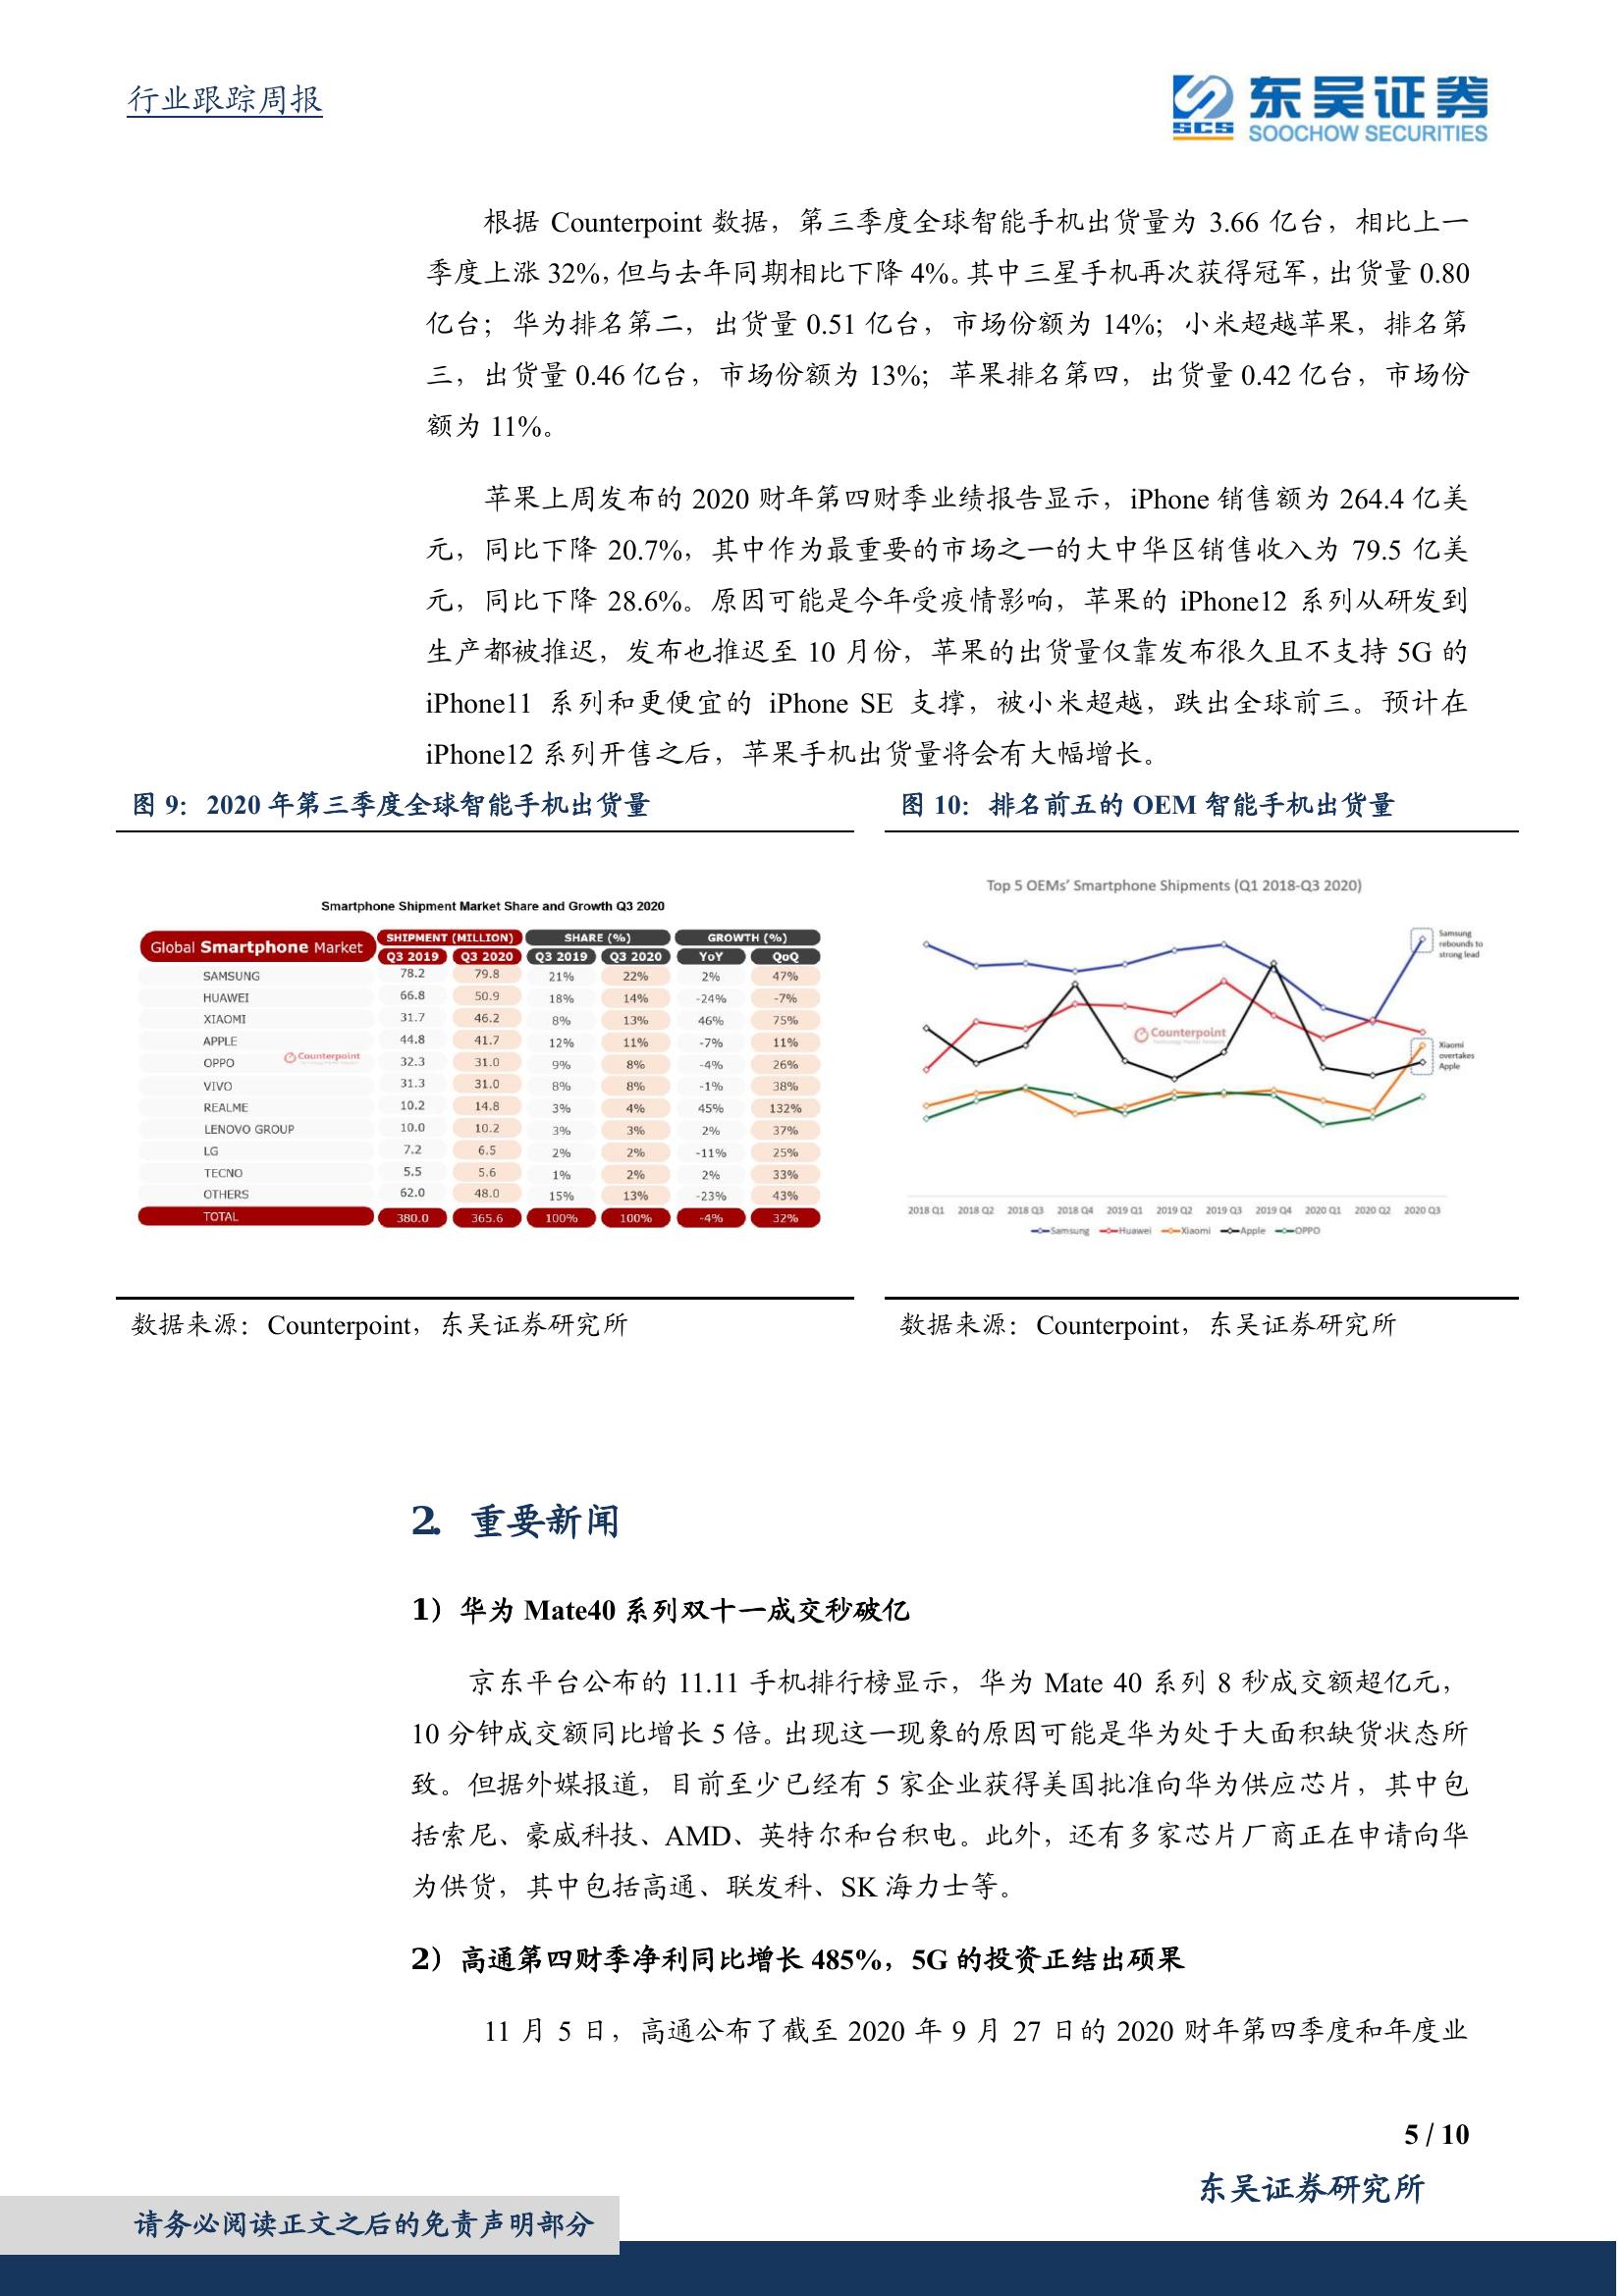 行业跟踪周报
SCS
东吴证券
SOOCHOW SECURITIES
根据 Counterpoint 数据，第三季度全球智能手机出货量为 3.66 亿台，相比上一
季度上涨 32%，但与去年同期相比下降 4%。其中三星手机再次获得冠军，出货量 0.80
亿台；华为排名第二，出货量 0.51 亿台，市场份额为 14%；小米超越苹果，排名第
三，出货量 0.46 亿台，市场份额为 13%；苹果排名第四，出货量 0.42 亿台，市场份
额为 11%。
苹果上周发布的 2020 财年第四财季业绩报告显示，iPhone 销售额为 264.4 亿美
元，同比下降 20.7%，其中作为最重要的市场之一的大中华区销售收入为 79.5 亿美
元，同比下降 28.6%。原因可能是今年受疫情影响，苹果的 iPhone12 系列从研发到
生产都被推迟，发布也推迟至 10 月份，苹果的出货量仅靠发布很久且不支持 5G 的
iPhone11 系列和更便宜的 iPhone SE 支撑，被小米超越，跌出全球前三。预计在
iPhone12 系列开售之后，苹果手机出货量将会有大幅增长。
图 9：2020 年第三季度全球智能手机出货量
Smartphone Shipment Market Share and Growth Q3 2020
Global Smartphone Market SHIPMENT (MILLION) SHARE (%) GROWTH (%)
Q3 2019 Q3 2020 Q3 2019 Q3 2020 YoY QoQ
SAMSUNG 78.2 79.8 21% 22% 2% 47%
HUAWEI 66.8 50.9 18% 14% -24% -7%
XIAOMI 31.7 46.2 8% 13% 46% 75%
APPLE 44.8 41.7 12% 11% -7% 11%
OPPO 32.3 31.0 9% 8% -4% 26%
Counterpoint
VIVO 31.3 31.0 8% 8% -1% 38%
REALME 10.2 14.8 3% 4% 45% 132%
LENOVO GROUP 10.0 10.2 3% 3% 2% 37%
LG 7.2 6.5 2% 2% -11% 25%
TECNO 5.5 5.6 1% 2% 2% 33%
OTHERS 62.0 48.0 15% 13% -23% 43%
TOTAL 380.0 365.6 100% 100% -4% 32%
数据来源：Counterpoint，东吴证券研究所
图 10：排名前五的 OEM 智能手机出货量
Top 5 OEMs' Smartphone Shipments (Q1 2018-Q3 2020)
Samsung
rebounds to
strong lead
Counterpoint
Xiaomi
overtakes
Apple
2018 Q1 2018 Q2 2018 Q3 2018 Q4 2019 Q1 2019 Q2 2019 Q3 2019 Q4 2020 Q1 2020 Q2 2020 Q3
Samsung Huawei Xiaomi Apple OPPO
数据来源：Counterpoint，东吴证券研究所
2. 重要新闻
1）华为 Mate40 系列双十一成交秒破亿
京东平台公布的 11.11 手机排行榜显示，华为 Mate 40 系列 8 秒成交额超亿元，
10 分钟成交额同比增长 5 倍。出现这一现象的原因可能是华为处于大面积缺货状态所
致。但据外媒报道，目前至少已经有 5 家企业获得美国批准向华为供应芯片，其中包
括索尼、豪威科技、AMD、英特尔和台积电。此外，还有多家芯片厂商正在申请向华
为供货，其中包括高通、联发科、SK 海力士等。
2）高通第四财季净利同比增长 485%，5G 的投资正结出硕果
11 月 5 日，高通公布了截至 2020 年 9 月 27 日的 2020 财年第四季度和年度业
5 / 10
东吴证券研究所
请务必阅读正文之后的免责声明部分